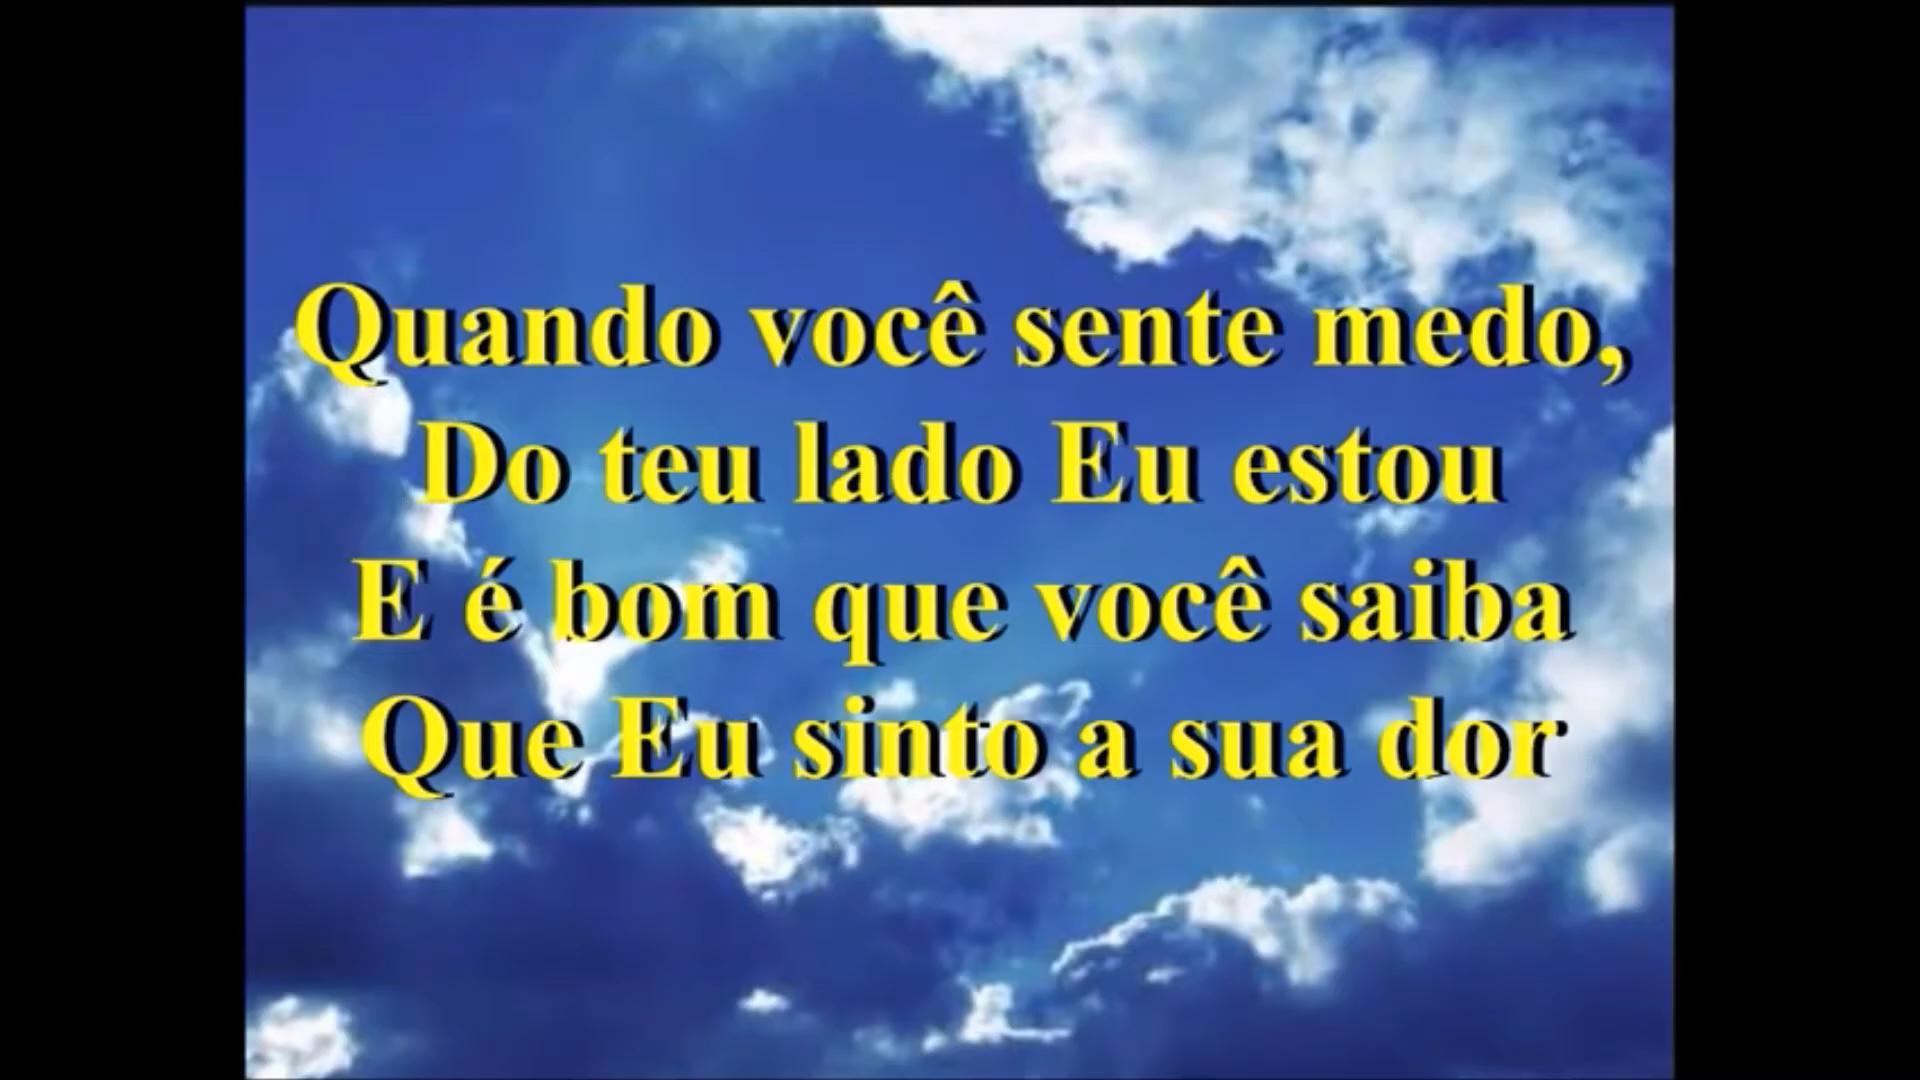 Quando você sente medo,
Do teu lado Eu estou
E é bom que você saiba
Que Eu sinto a sua dor